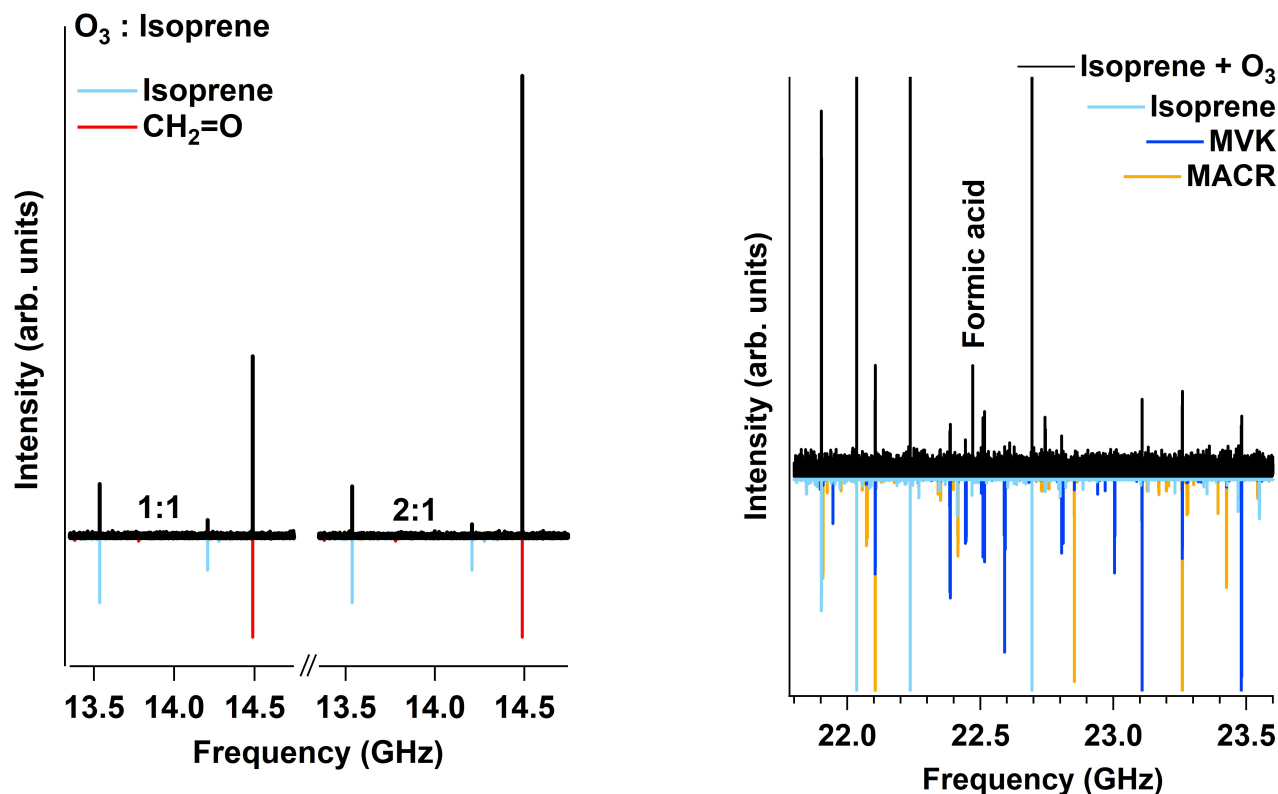 O3 : Isoprene
Isoprene
CH2=O
Intensity (arb. units)
1:1
2:1
13.5 14.0 14.5 13.5 14.0 14.5
Frequency (GHz)
Isoprene + O3
Isoprene
MVK
MACR
Formic acid
Intensity (arb. units)
22.0 22.5 23.0 23.5
Frequency (GHz)